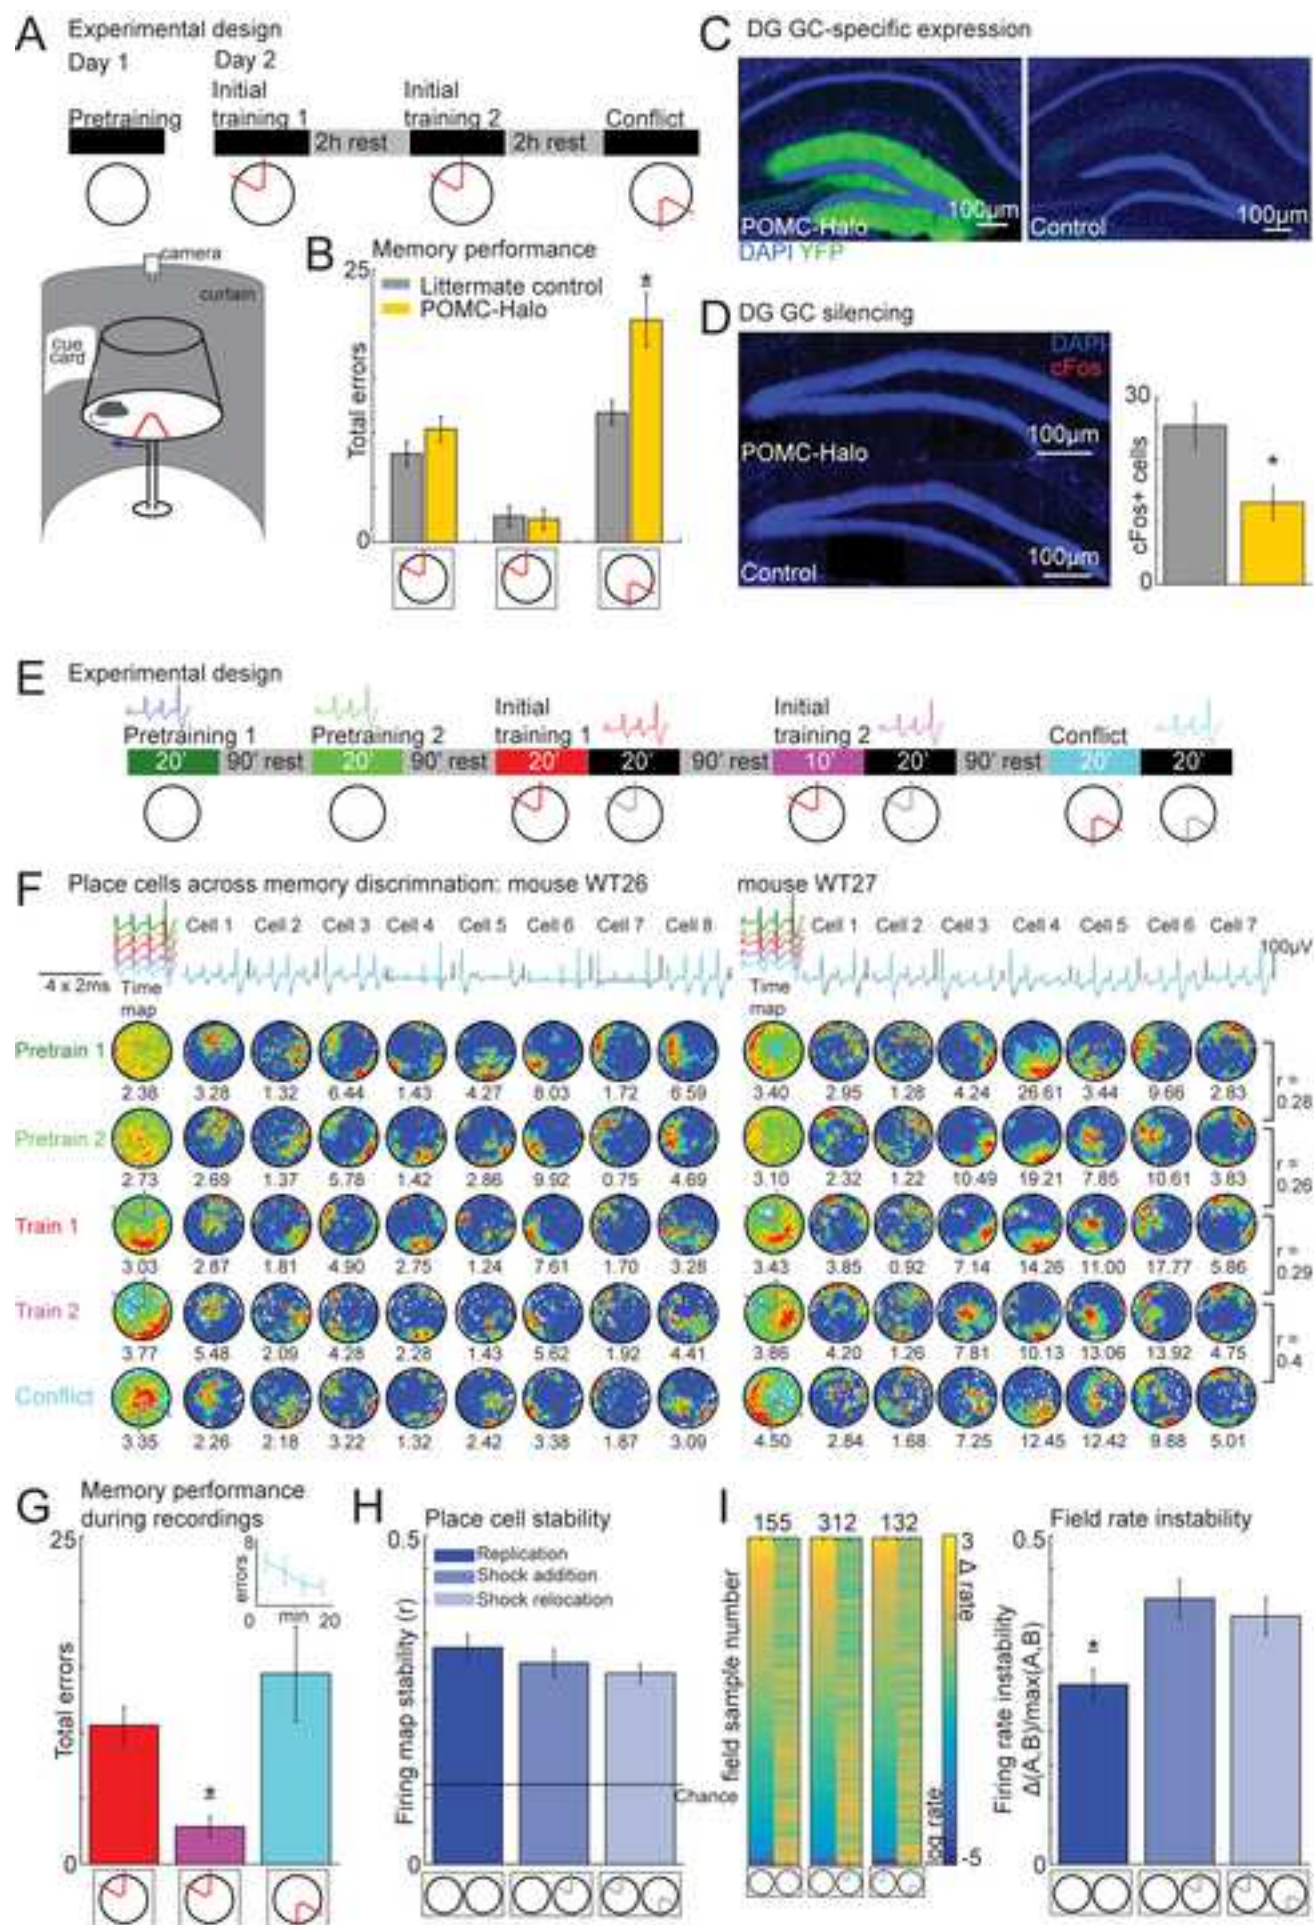 A Experimental design
Day 1 Day 2
Pretraining
Initial
training 1
2h rest
Initial
training 2
2h rest
Conflict
camera
curtain
cue
card
B Memory performance
25
Littermate control
POMC-Halo
*
Total errors
0
C DG GC-specific expression
POMC-Halo
100µm
Control
100µm
DAPI YFP
D DG GC silencing
DAPI
cFos
100µm
POMC-Halo
100µm
Control
30
cFos+ cells
*
0
E Experimental design
Pretraining 1
Pretraining 2
Initial
training 1
Initial
training 2
Conflict
20' 90' rest 20' 90' rest 20' 20' 90' rest 10' 20' 90' rest 20' 20'
F Place cells across memory discrimnation: mouse WT26 mouse WT27
Cell 1 Cell 2 Cell 3 Cell 4 Cell 5 Cell 6 Cell 7 Cell 8 Cell 1 Cell 2 Cell 3 Cell 4 Cell 5 Cell 6 Cell 7
100µV
4 x 2ms
Time
map
Time
map
Pretrain 1
2.38 3.28 1.32 6.44 1.43 4.27 8.03 1.72 6.59 3.40 2.95 1.28 4.24 26.61 3.44 9.66 2.83
r =
0.28
Pretrain 2
2.73 2.69 1.37 5.78 1.42 2.86 9.92 0.75 4.69 3.10 2.32 1.22 10.49 19.21 7.85 10.61 3.83
r =
0.26
Train 1
3.03 2.87 1.81 4.90 2.75 1.24 7.61 1.70 3.28 3.43 3.85 0.92 7.14 14.26 11.00 17.77 5.86
r =
0.29
Train 2
3.77 5.48 2.09 4.28 2.28 1.43 5.62 1.92 4.41 3.86 4.20 1.26 7.81 10.13 13.06 13.92 4.75
r =
0.4
Conflict
3.35 2.26 2.18 3.22 1.32 2.42 3.38 1.87 3.09 4.50 2.84 1.68 7.25 12.45 12.42 9.88 5.01
G Memory performance
during recordings
25
8
errors
0 min 20
Total errors
0
H Place cell stability
0.5
Replication
Shock addition
Shock relocation
Firing map stability (r)
Chance
0
I
155 312 132
field sample number
3
Δ rate
log rate
-5
Field rate instability
0.5
Firing rate instability
Δ(A,B)/max(A,B)
0